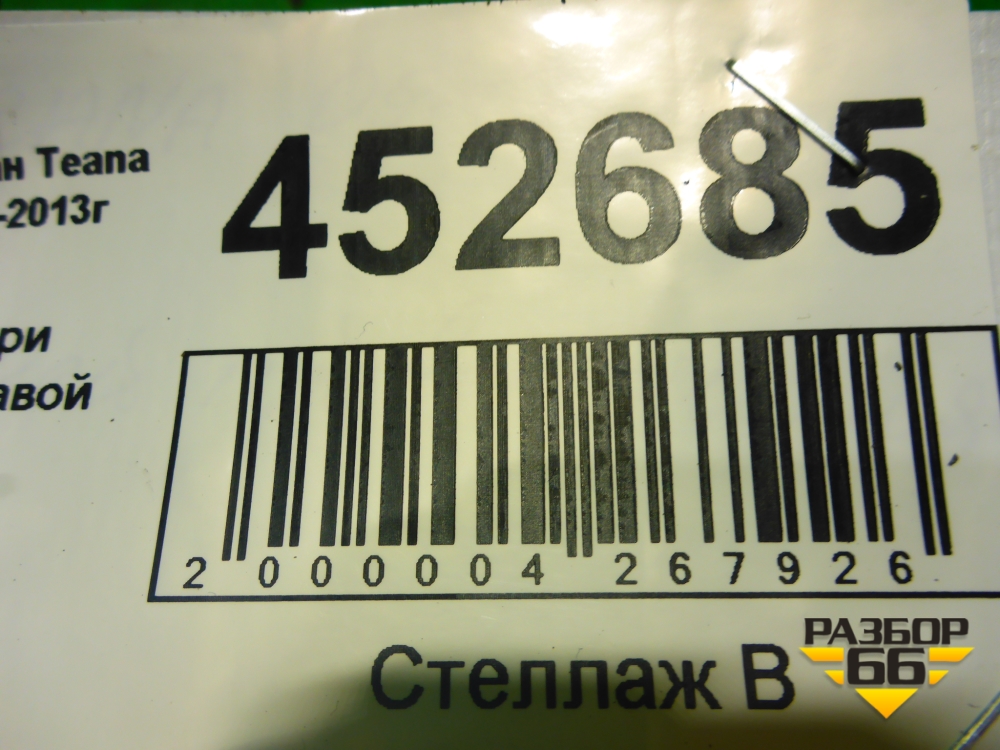 452685
н Teana
-2013г
ри
авой
2 000004 267926
Стеллаж В
РАЗБОР
66